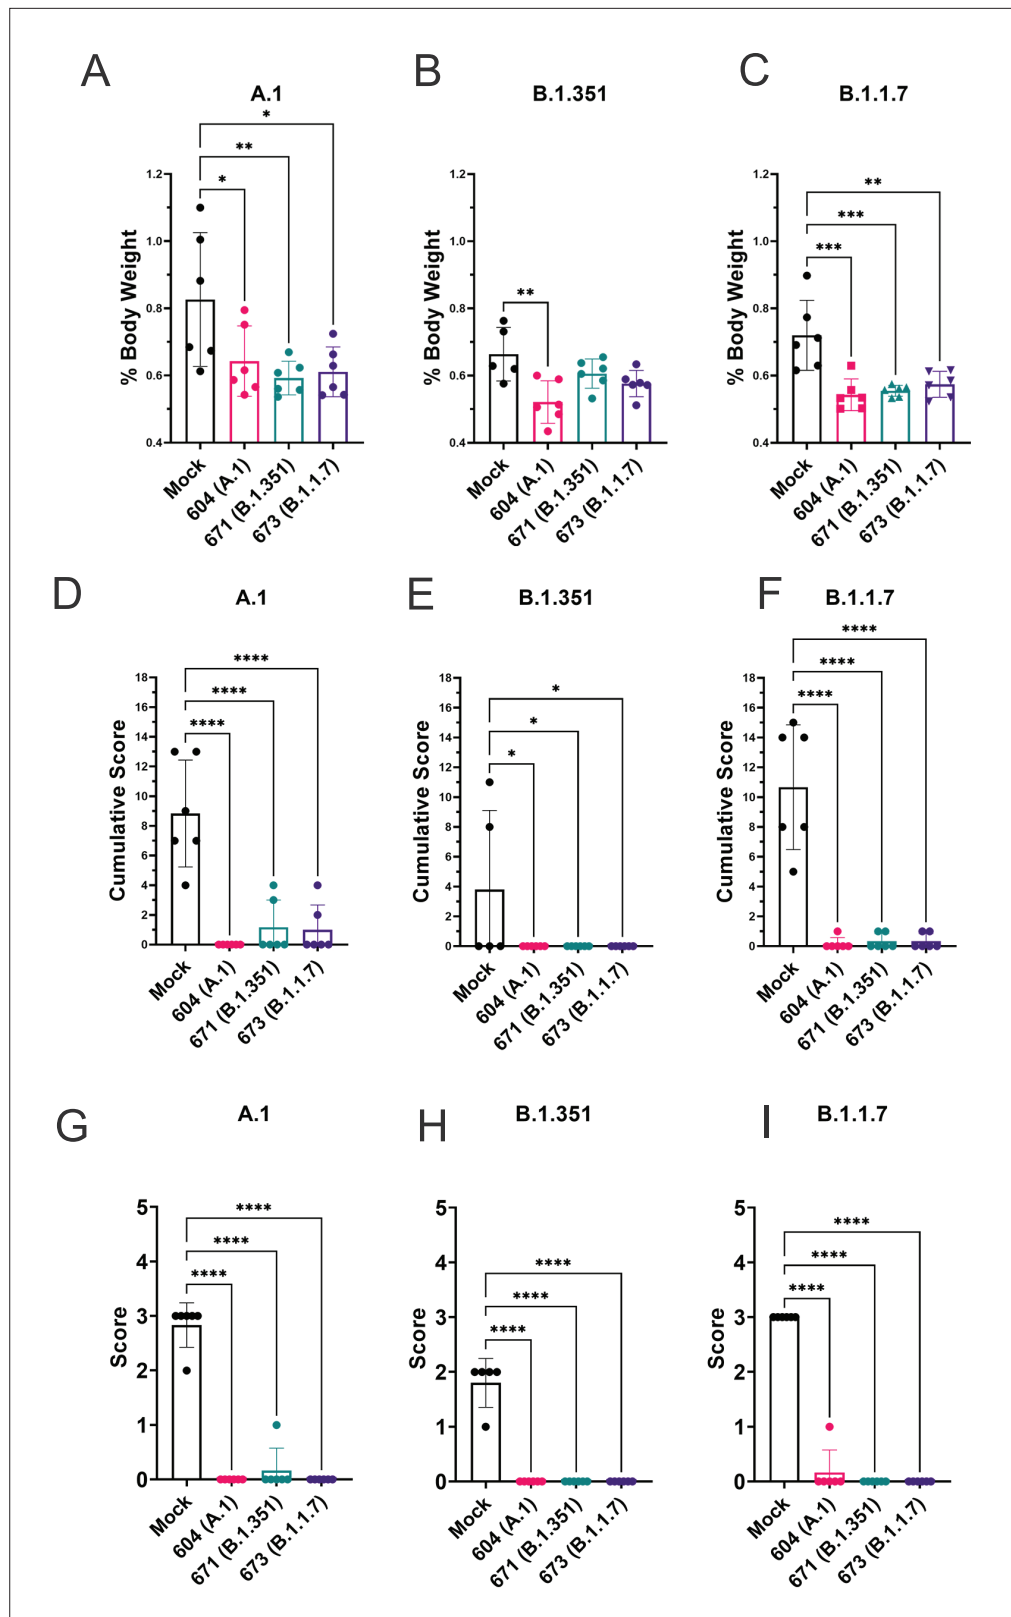 A
B
C
A.1
B.1.351
B.1.1.7
*
**
*
**
**
***
***
% Body Weight
1.2
1.0
0.8
0.6
0.4
Mock
604 (A.1)
671 (B.1.351)
673 (B.1.1.7)
% Body Weight
1.2
1.0
0.8
0.6
0.4
Mock
604 (A.1)
671 (B.1.351)
673 (B.1.1.7)
% Body Weight
1.2
1.0
0.8
0.6
0.4
Mock
604 (A.1)
671 (B.1.351)
673 (B.1.1.7)
D
E
F
A.1
B.1.351
B.1.1.7
****
****
****
*
*
*
****
****
****
Cumulative Score
18
16
14
12
10
8
6
4
2
0
Mock
604 (A.1)
671 (B.1.351)
673 (B.1.1.7)
Cumulative Score
18
16
14
12
10
8
6
4
2
0
Mock
604 (A.1)
671 (B.1.351)
673 (B.1.1.7)
Cumulative Score
18
16
14
12
10
8
6
4
2
0
Mock
604 (A.1)
671 (B.1.351)
673 (B.1.1.7)
G
H
I
A.1
B.1.351
B.1.1.7
****
****
****
****
****
****
****
****
****
Score
5
4
3
2
1
0
Mock
604 (A.1)
671 (B.1.351)
673 (B.1.1.7)
Score
5
4
3
2
1
0
Mock
604 (A.1)
671 (B.1.351)
673 (B.1.1.7)
Score
5
4
3
2
1
0
Mock
604 (A.1)
671 (B.1.351)
673 (B.1.1.7)